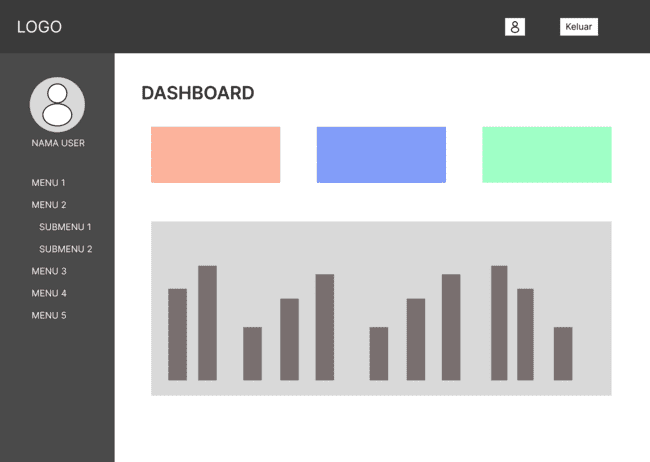 LOGO
Keluar
NAMA USER
MENU 1
MENU 2
SUBMENU 1
SUBMENU 2
MENU 3
MENU 4
MENU 5
DASHBOARD